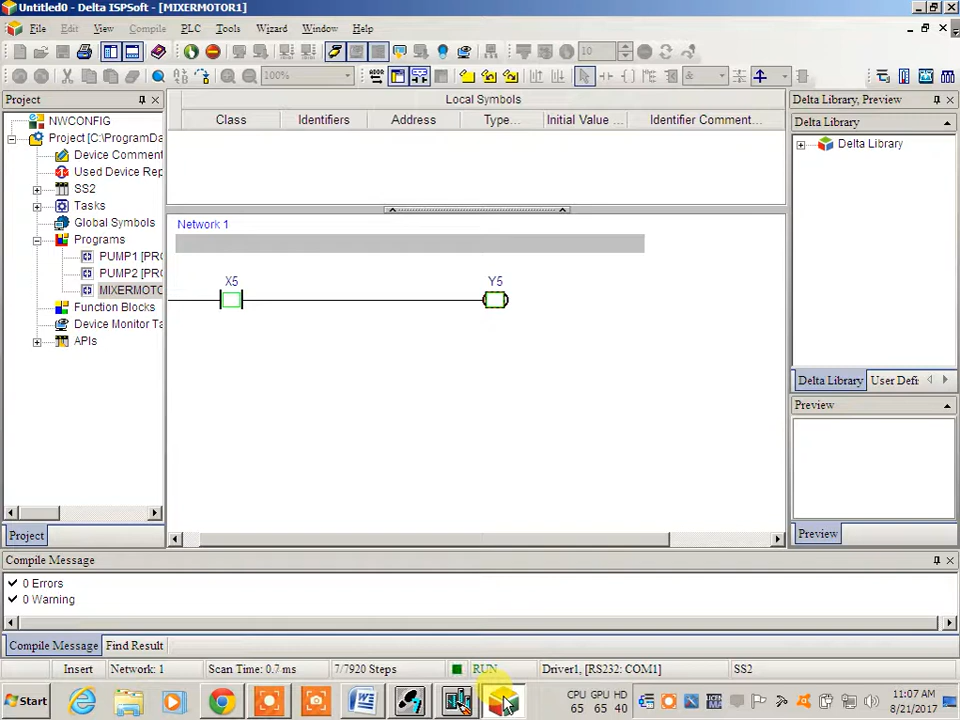 Untitled0 - Delta ISPSoft - [MIXERMOTOR1]
File Edit View Compile PLC Tools Wizard Window Help
10
100%
Project
NWCONFIG
Project [C:\ProgramDa
Device Comment
Used Device Rep
SS2
Tasks
Global Symbols
Programs
PUMP1 [PRO
PUMP2 [PRO
MIXERMOTO
Function Blocks
Device Monitor Ta
APIs
Project
Local Symbols
Class Identifiers Address Type... Initial Value ... Identifier Comment...
Network 1
X5 Y5
Delta Library, Preview
Delta Library
Delta Library
Delta Library User Defi
Preview
Preview
Compile Message
0 Errors
0 Warning
Compile Message Find Result
Insert Network: 1 Scan Time: 0.7 ms 7/7920 Steps RUN Driver1, [RS232: COM1] SS2
Start
CPU GPU HD
65 65 40
11:07 AM
8/21/2017